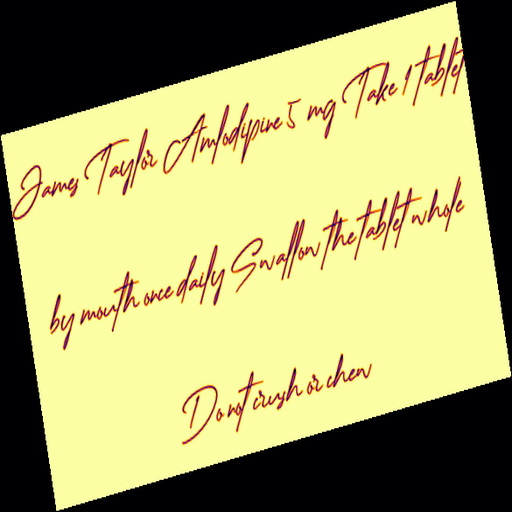 James Taylor Amlodipine 5 mg Take 1 tablet
by mouth once daily Swallow the tablet whole
Do not crush or chew